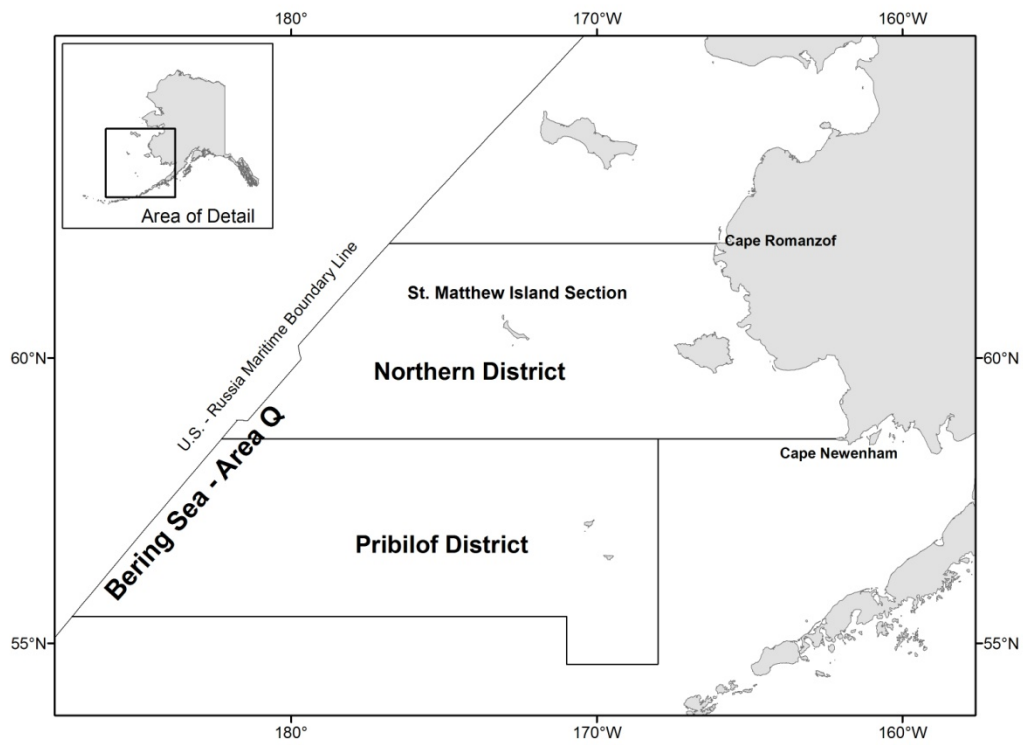 180°
170°W
160°W
Area of Detail
Cape Romanzof
U.S. - Russia Maritime Boundary Line
St. Matthew Island Section
60°N
60°N
Northern District
Bering Sea - Area Q
Cape Newenham
Pribilof District
55°N
55°N
180°
170°W
160°W